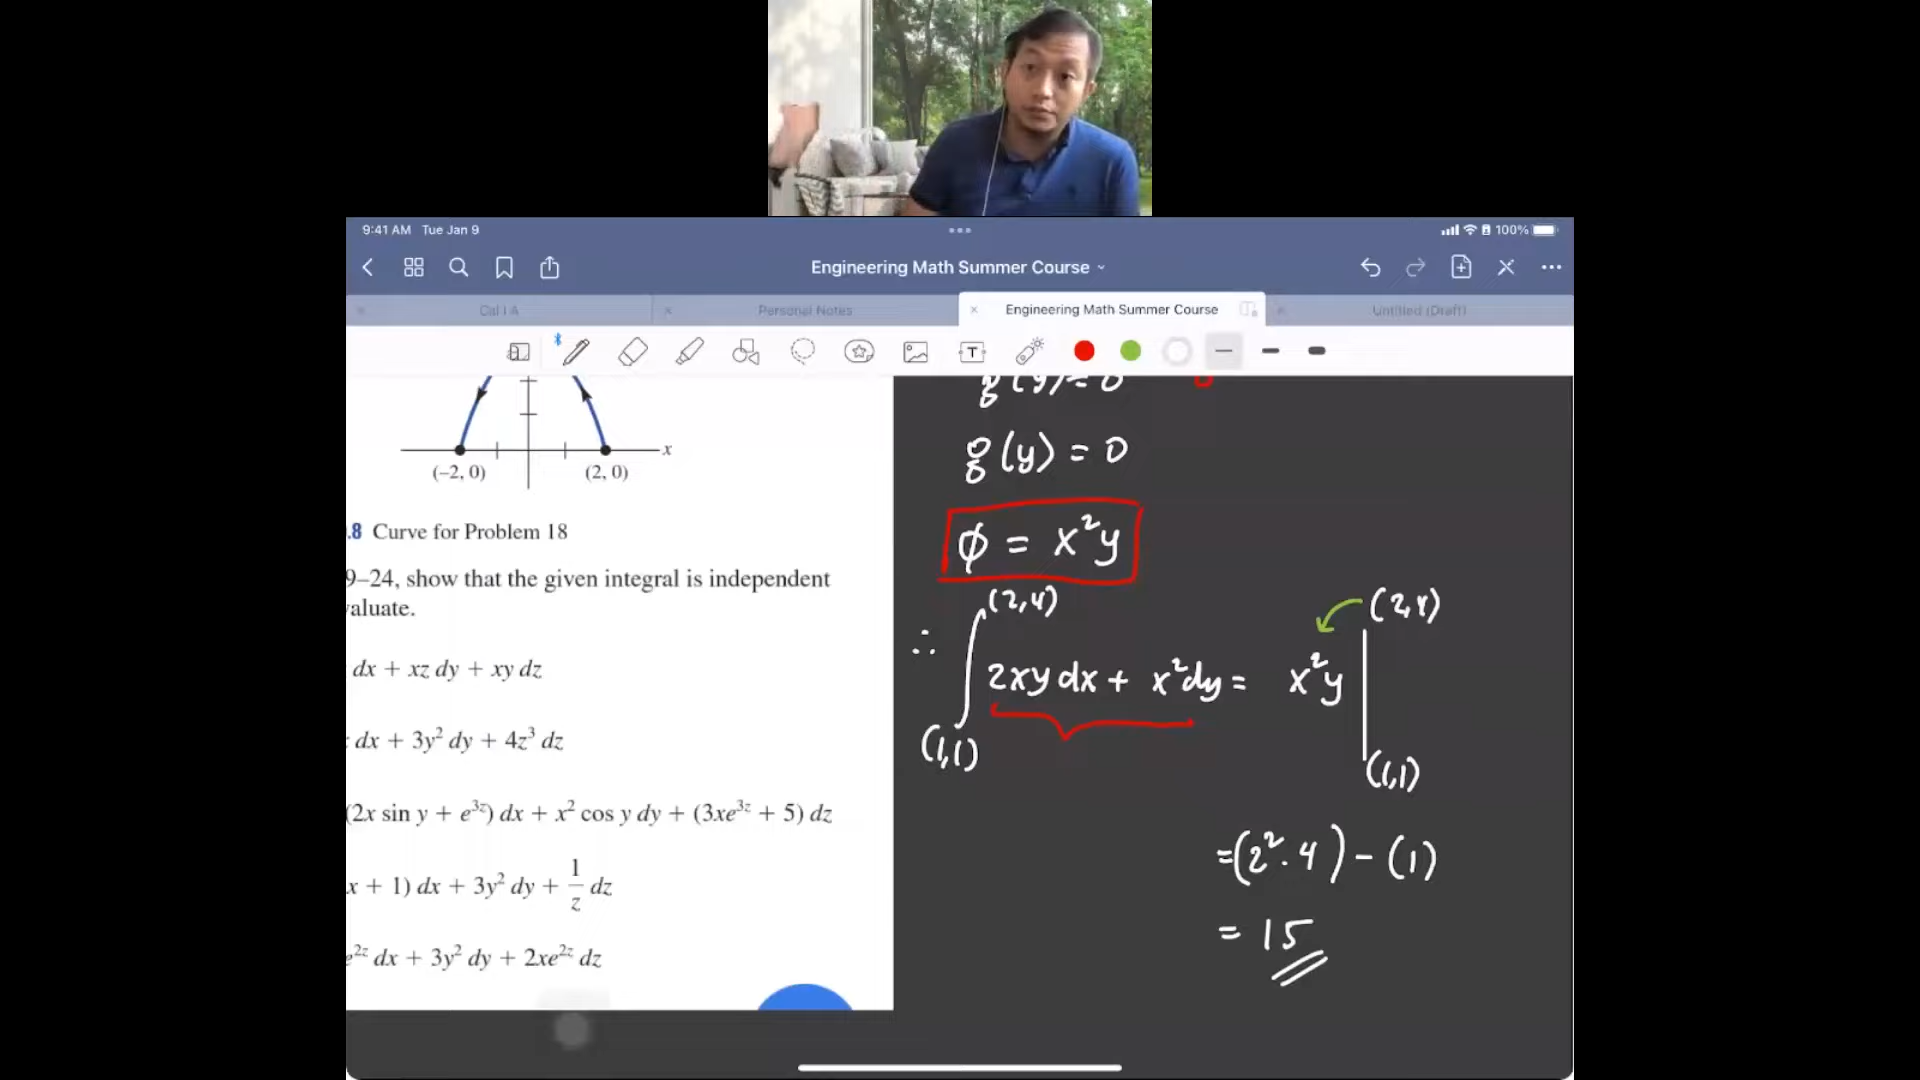 9:41 AM Tue Jan 9
100%
Engineering Math Summer Course
Cal I A
Personal Notes
Engineering Math Summer Course
Untitled (Draft)
(−2, 0)
(2, 0)
x
.8 Curve for Problem 18
9–24, show that the given integral is independent
aluate.
dx + xz dy + xy dz
dx + 3y² dy + 4z³ dz
(2x sin y + e³ᶻ) dx + x² cos y dy + (3xe³ᶻ + 5) dz
x + 1) dx + 3y² dy + 1/z dz
e²ᶻ dx + 3y² dy + 2xe²ᶻ dz
g(y) = 0
ϕ = x²y
∴ ∫ (1,1) (2,4) 2xy dx + x² dy = x²y | (1,1) (2,4)
= (2² · 4) − (1)
= 15